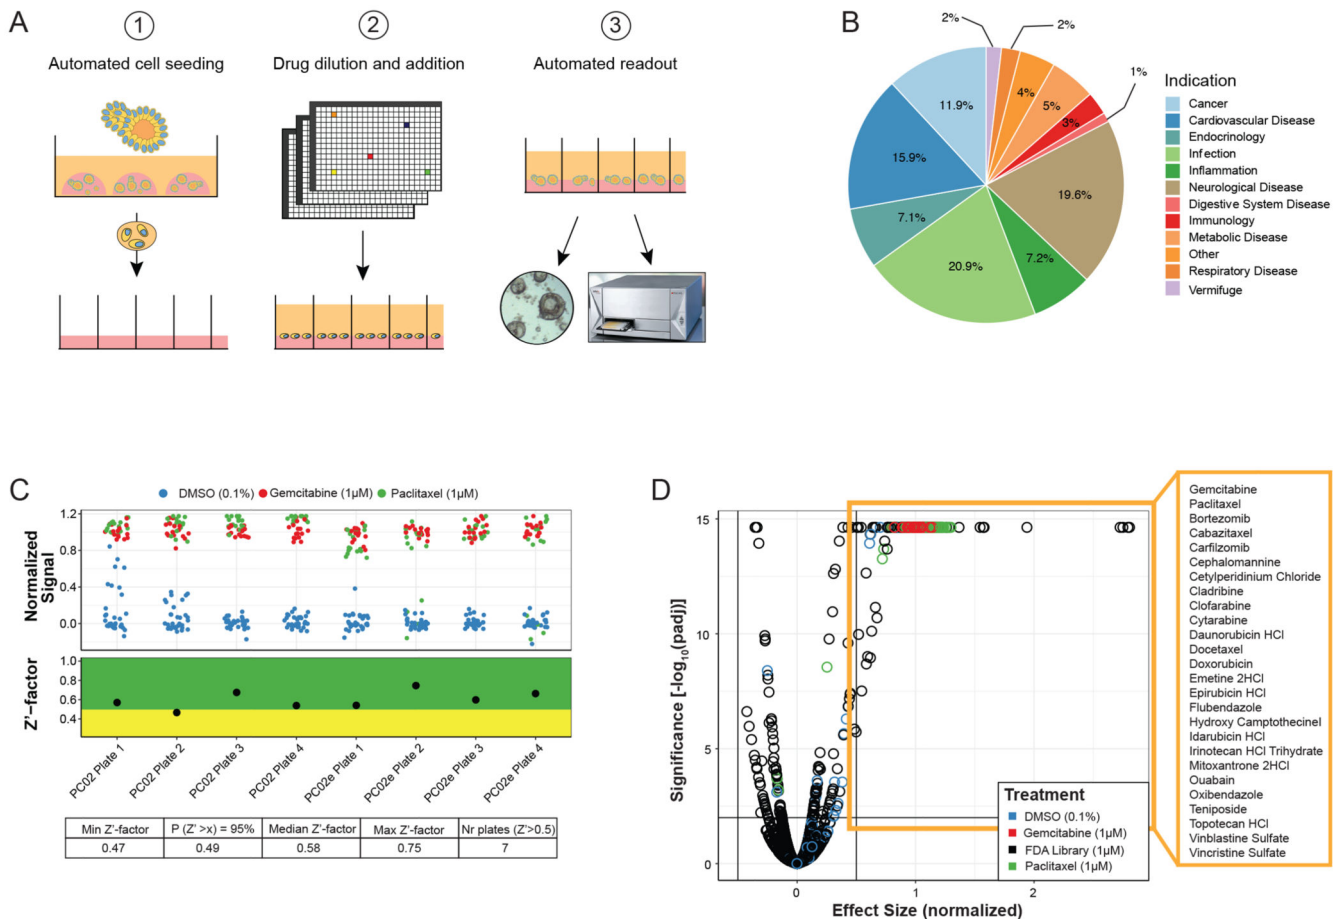 A
1
2
3
Automated cell seeding
Drug dilution and addition
Automated readout
B
2%
2%
4%
5%
3%
1%
11.9%
15.9%
7.1%
20.9%
7.2%
19.6%
Indication
Cancer
Cardiovascular Disease
Endocrinology
Infection
Inflammation
Neurological Disease
Digestive System Disease
Immunology
Metabolic Disease
Other
Respiratory Disease
Vermifuge
C
DMSO (0.1%)
Gemcitabine (1µM)
Paclitaxel (1µM)
Normalized
Signal
1.2
0.8
0.4
0.0
Z'-factor
1.0
0.8
0.6
0.4
PC02 Plate 1
PC02 Plate 2
PC02 Plate 3
PC02 Plate 4
PC02e Plate 1
PC02e Plate 2
PC02e Plate 3
PC02e Plate 4
Min Z'-factor P (Z'>x) = 95% Median Z'-factor Max Z'-factor Nr plates (Z'>0.5)
0.47 0.49 0.58 0.75 7
D
Significance [-log10(padj)]
15
10
5
0
0 1 2
Effect Size (normalized)
Treatment
DMSO (0.1%)
Gemcitabine (1µM)
FDA Library (1µM)
Paclitaxel (1µM)
Gemcitabine
Paclitaxel
Bortezomib
Cabazitaxel
Carfilzomib
Cephalomannine
Cetylperidinium Chloride
Cladribine
Clofarabine
Cytarabine
Daunorubicin HCl
Docetaxel
Doxorubicin
Emetine 2HCl
Epirubicin HCl
Flubendazole
Hydroxy Camptothecinel
Idarubicin HCl
Irinotecan HCl Trihydrate
Mitoxantrone 2HCl
Ouabain
Oxibendazole
Teniposide
Topotecan HCl
Vinblastine Sulfate
Vincristine Sulfate